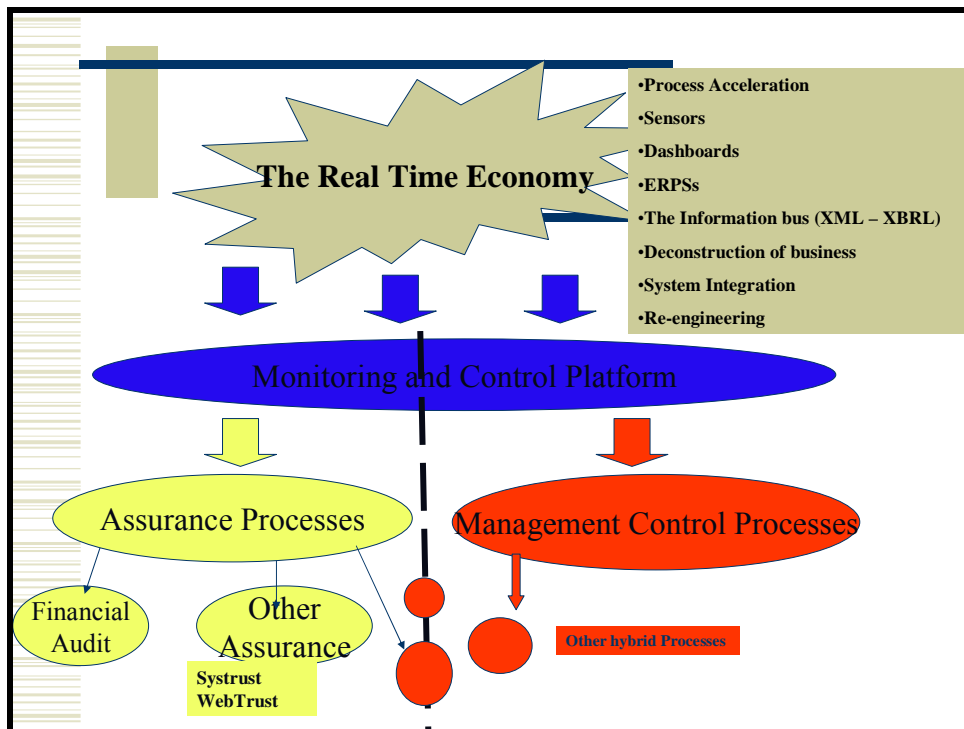 The Real Time Economy
•Process Acceleration
•Sensors
•Dashboards
•ERPSs
•The Information bus (XML – XBRL)
•Deconstruction of business
•System Integration
•Re-engineering
Monitoring and Control Platform
Assurance Processes
Management Control Processes
Financial
Audit
Other
Assurance
Other hybrid Processes
Systrust
WebTrust